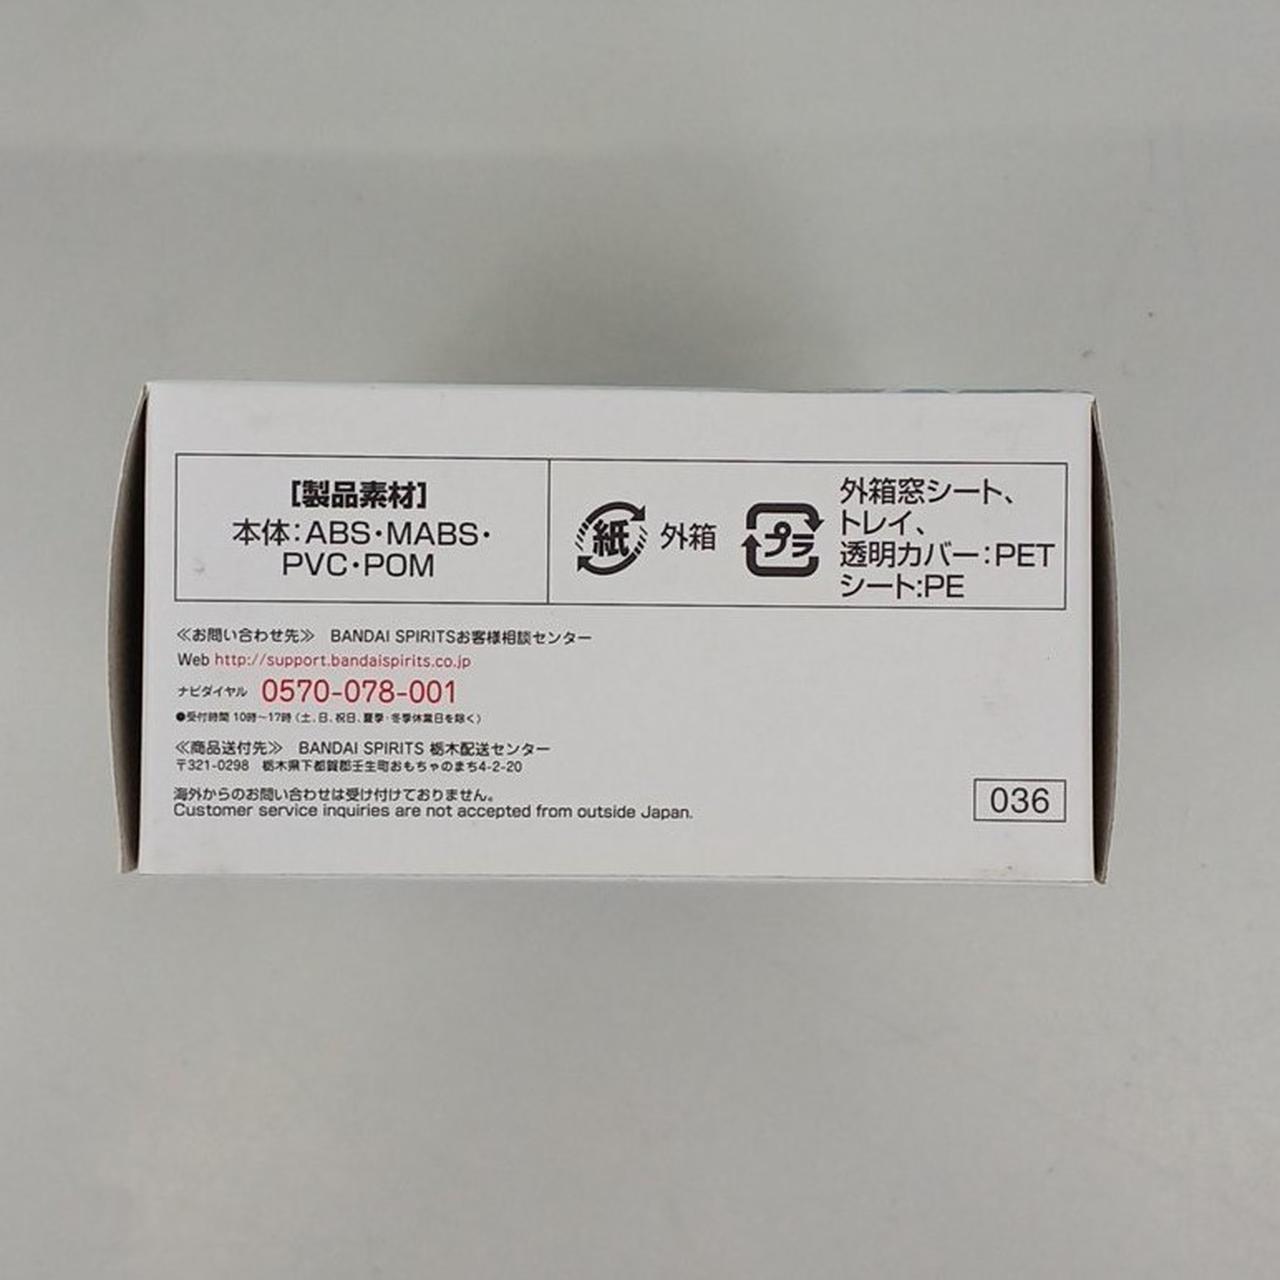 [製品素材]
本体：ABS・MABS・
PVC・POM
紙 外箱
プラ
外箱窓シート、
トレイ、
透明カバー：PET
シート：PE
≪お問い合わせ先≫ BANDAI SPIRITSお客様相談センター
Web http://support.bandaispirits.co.jp
ナビダイヤル 0570-078-001
●受付時間 10時～17時（土、日、祝日、夏季・冬季休業日を除く）
≪商品送付先≫ BANDAI SPIRITS 栃木配送センター
〒321-0298 栃木県下都賀郡壬生町おもちゃのまち4-2-20
海外からのお問い合わせは受け付けておりません。
Customer service inquiries are not accepted from outside Japan.
036